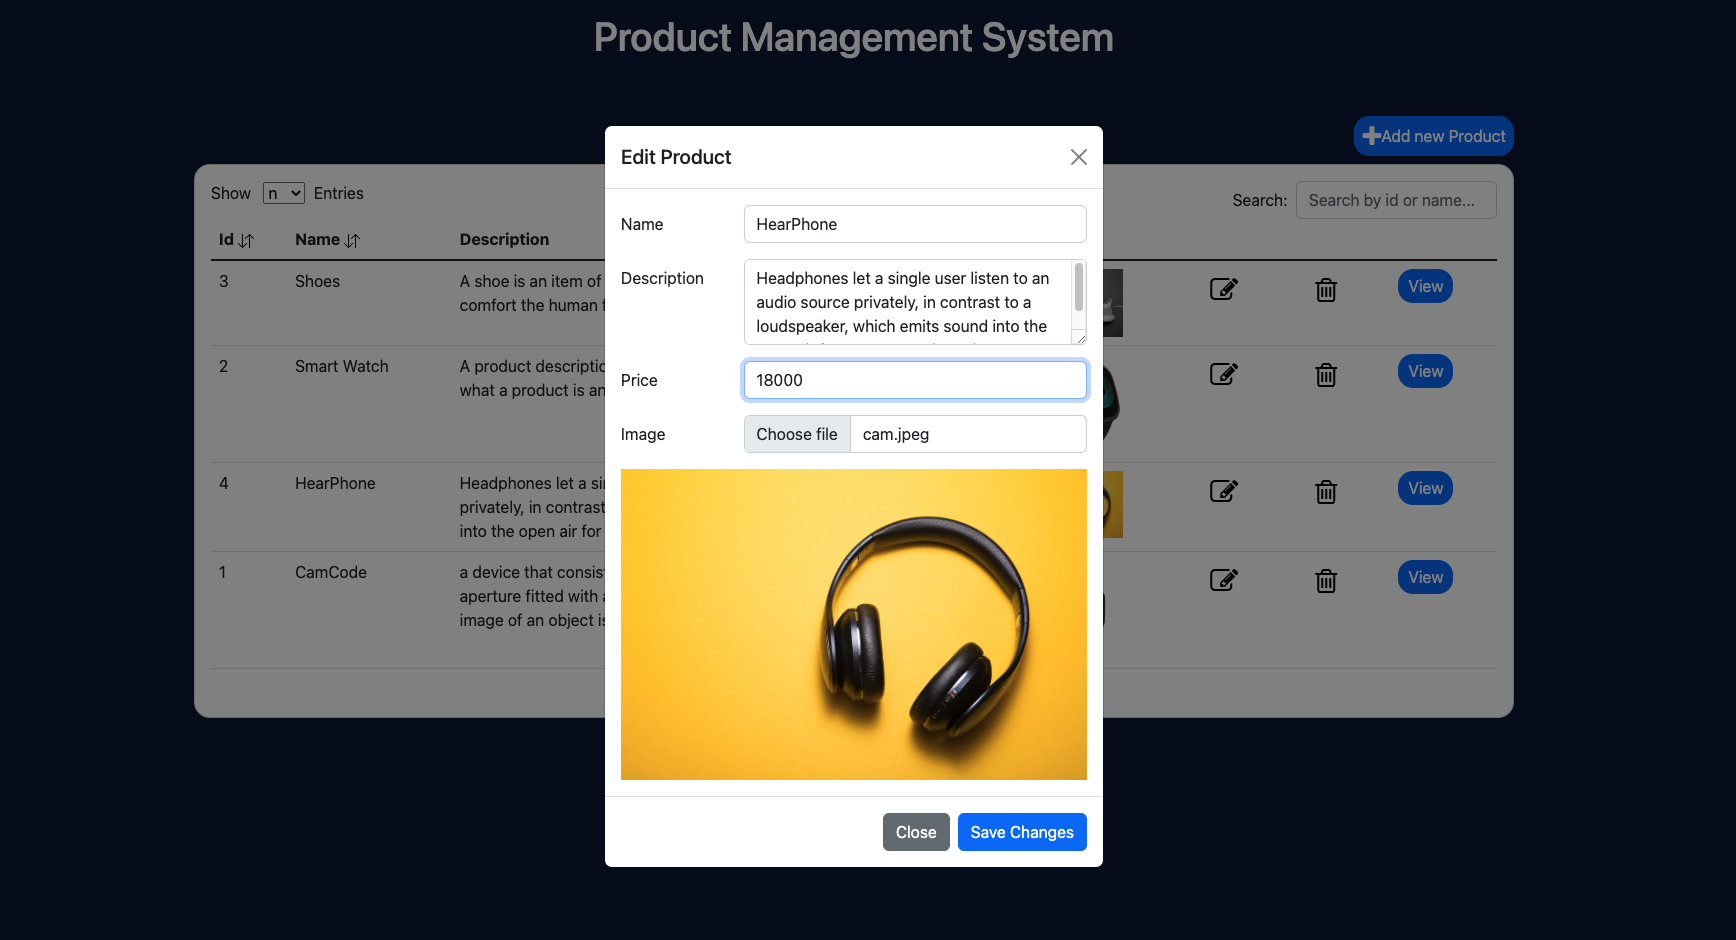 Product Management System
Add new Product
Show n Entries
Search: Search by id or name...
Id Name Description
3 Shoes A shoe is an item of
comfort the human
View
2 Smart Watch A product descriptio
what a product is an
View
4 HearPhone Headphones let a si
privately, in contrast
into the open air for
View
1 CamCode a device that consist
aperture fitted with a
image of an object is
View
Edit Product
Name HearPhone
Description Headphones let a single user listen to an
audio source privately, in contrast to a
loudspeaker, which emits sound into the
Price 18000
Image Choose file cam.jpeg
Close Save Changes